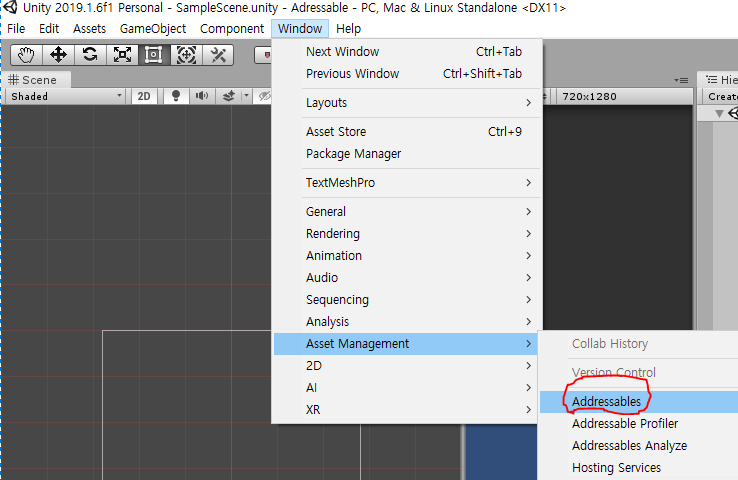 Unity 2019.1.6f1 Personal - SampleScene.unity - Adressable - PC, Mac & Linux Standalone <DX11>
File Edit Assets GameObject Component Window Help
Scene
Shaded 2D
720x1280
Hie
Create
Next Window Ctrl+Tab
Previous Window Ctrl+Shift+Tab
Layouts
Asset Store Ctrl+9
Package Manager
TextMeshPro
General
Rendering
Animation
Audio
Sequencing
Analysis
Asset Management
2D
AI
XR
Collab History
Version Control
Addressables
Addressable Profiler
Addressables Analyze
Hosting Services